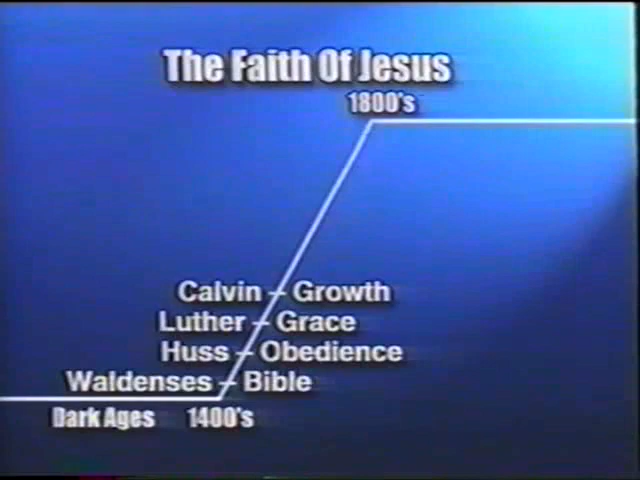 The Faith Of Jesus
1800's
Calvin – Growth
Luther – Grace
Huss – Obedience
Waldenses – Bible
Dark Ages 1400's